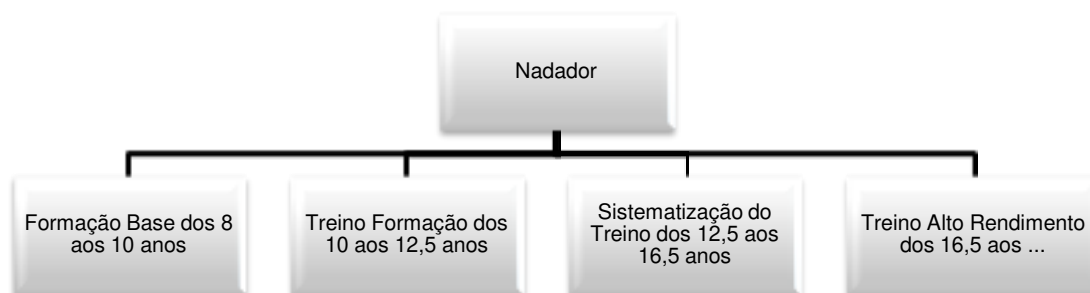 Nadador
Formação Base dos 8
aos 10 anos
Treino Formação dos
10 aos 12,5 anos
Sistematização do
Treino dos 12,5 aos
16,5 anos
Treino Alto Rendimento
dos 16,5 aos ...